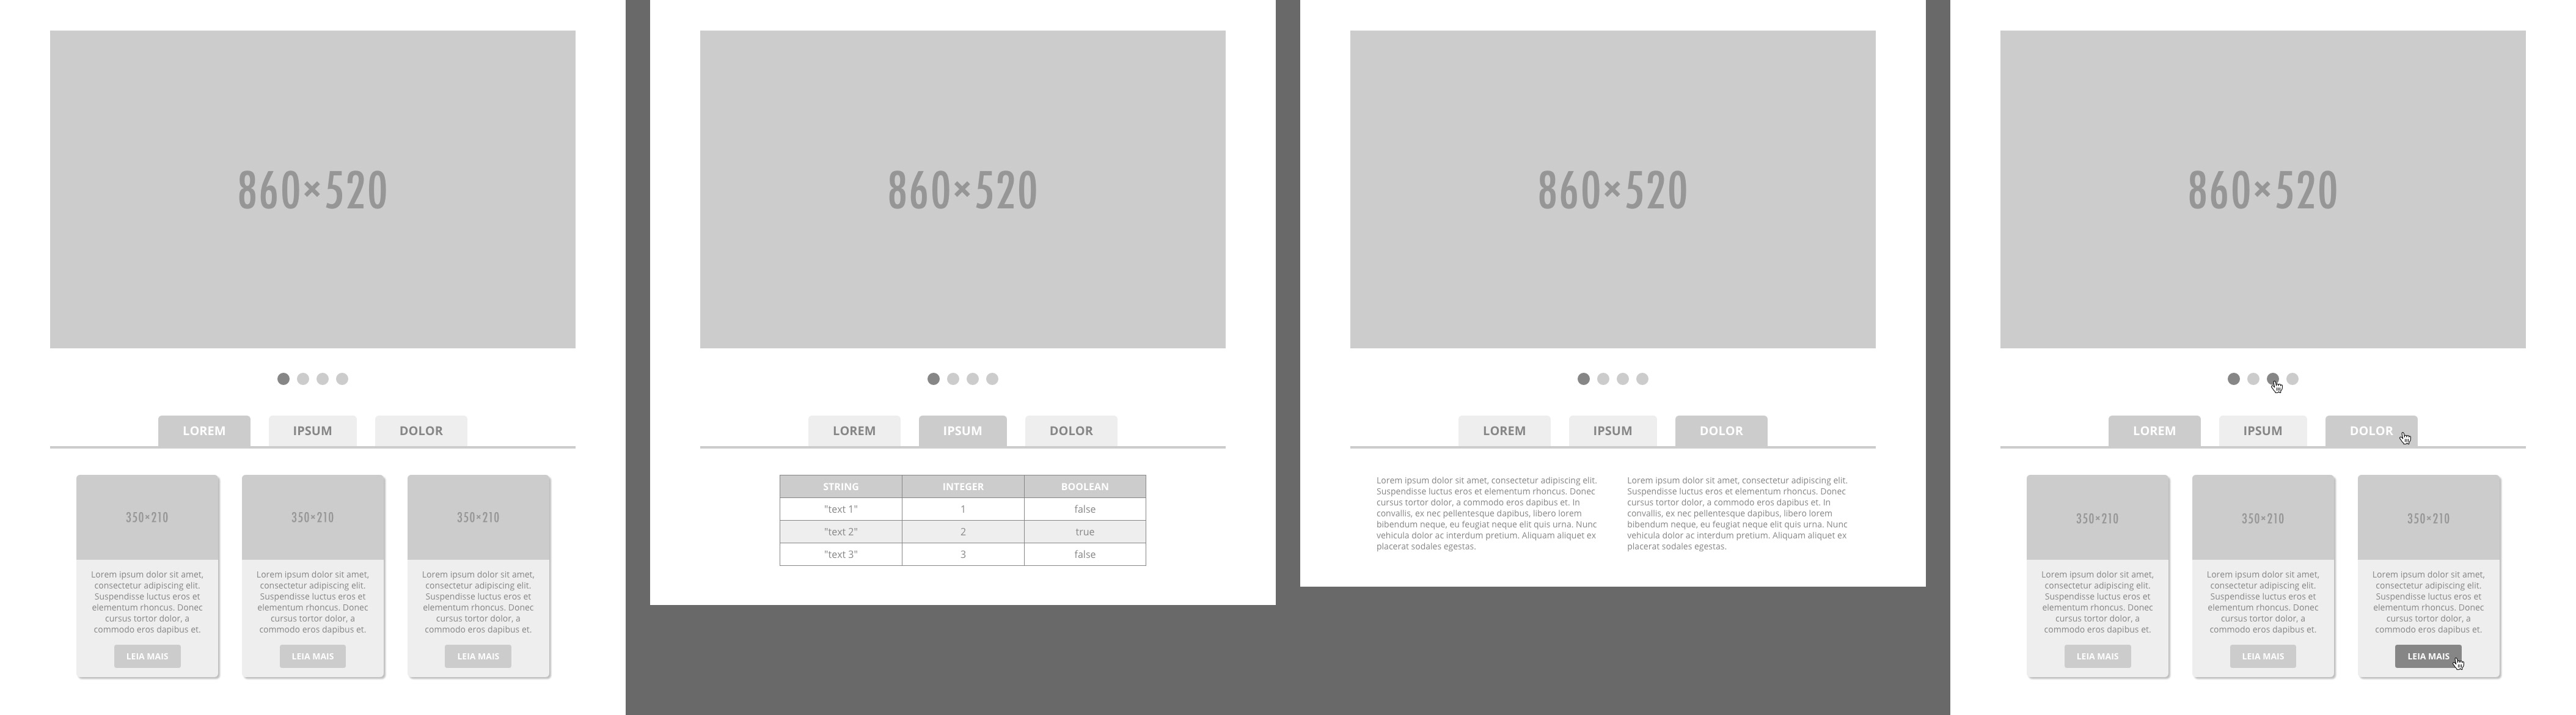 860×520
LOREM
IPSUM
DOLOR
350×210
350×210
350×210
Lorem ipsum dolor sit amet,
consectetur adipiscing elit.
Suspendisse luctus eros et
elementum rhoncus. Donec
cursus tortor dolor, a
commodo eros dapibus et.
Lorem ipsum dolor sit amet,
consectetur adipiscing elit.
Suspendisse luctus eros et
elementum rhoncus. Donec
cursus tortor dolor, a
commodo eros dapibus et.
Lorem ipsum dolor sit amet,
consectetur adipiscing elit.
Suspendisse luctus eros et
elementum rhoncus. Donec
cursus tortor dolor, a
commodo eros dapibus et.
LEIA MAIS
LEIA MAIS
LEIA MAIS
860×520
LOREM
IPSUM
DOLOR
STRING INTEGER BOOLEAN
"text 1" 1 false
"text 2" 2 true
"text 3" 3 false
860×520
LOREM
IPSUM
DOLOR
Lorem ipsum dolor sit amet, consectetur adipiscing elit.
Suspendisse luctus eros et elementum rhoncus. Donec
cursus tortor dolor, a commodo eros dapibus et. In
convallis, ex nec pellentesque dapibus, libero lorem
bibendum neque, eu feugiat neque elit quis urna. Nunc
vehicula dolor ac interdum pretium. Aliquam aliquet ex
placerat sodales egestas.
Lorem ipsum dolor sit amet, consectetur adipiscing elit.
Suspendisse luctus eros et elementum rhoncus. Donec
cursus tortor dolor, a commodo eros dapibus et. In
convallis, ex nec pellentesque dapibus, libero lorem
bibendum neque, eu feugiat neque elit quis urna. Nunc
vehicula dolor ac interdum pretium. Aliquam aliquet ex
placerat sodales egestas.
860×520
LOREM
IPSUM
DOLOR
350×210
350×210
350×210
Lorem ipsum dolor sit amet,
consectetur adipiscing elit.
Suspendisse luctus eros et
elementum rhoncus. Donec
cursus tortor dolor, a
commodo eros dapibus et.
Lorem ipsum dolor sit amet,
consectetur adipiscing elit.
Suspendisse luctus eros et
elementum rhoncus. Donec
cursus tortor dolor, a
commodo eros dapibus et.
Lorem ipsum dolor sit amet,
consectetur adipiscing elit.
Suspendisse luctus eros et
elementum rhoncus. Donec
cursus tortor dolor, a
commodo eros dapibus et.
LEIA MAIS
LEIA MAIS
LEIA MAIS